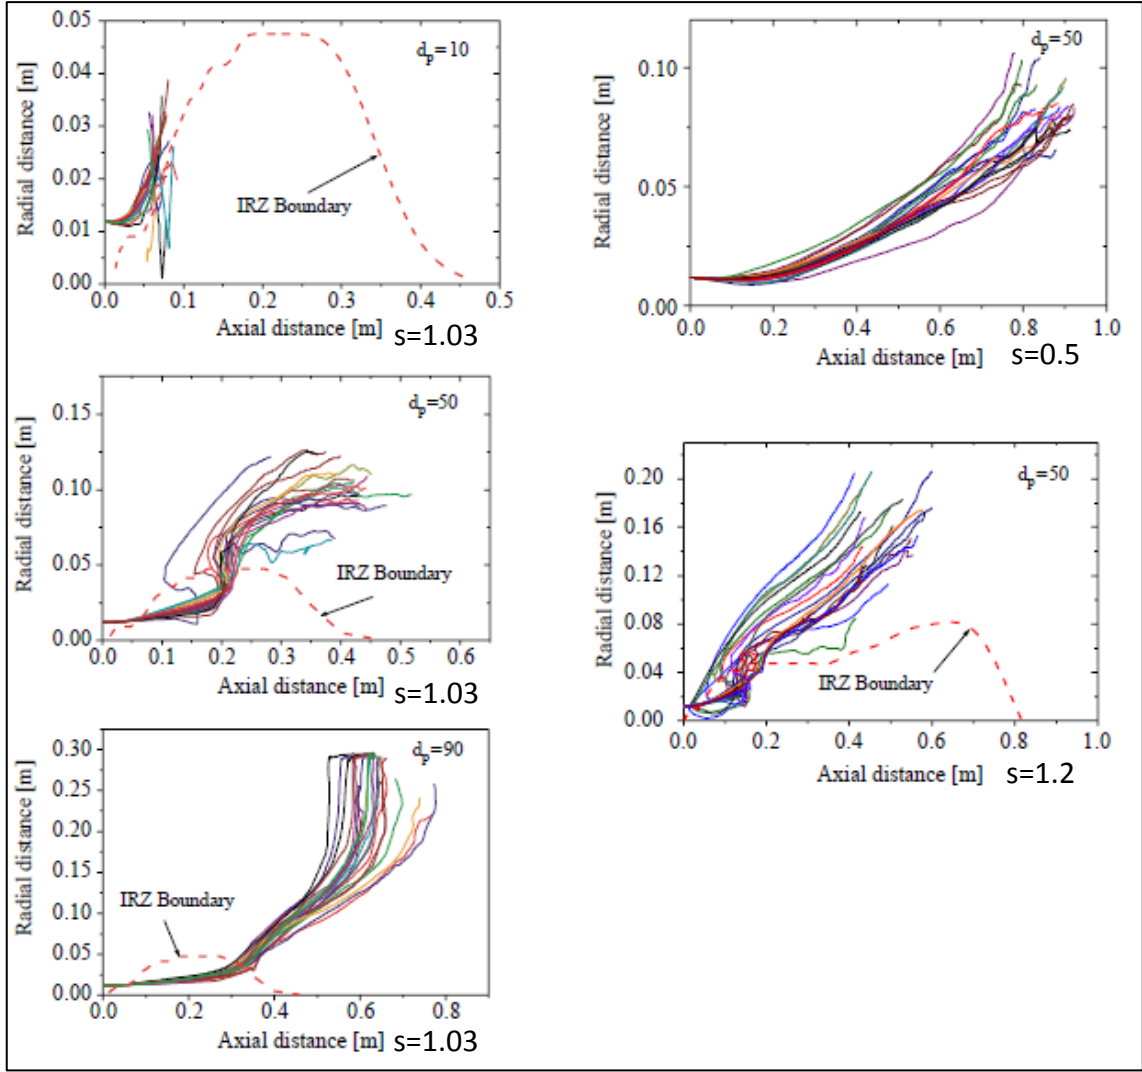 0.05
0.04
0.03
0.02
0.01
0.00
Radial distance [m]
dp=10
IRZ Boundary
0.0 0.1 0.2 0.3 0.4 0.5
Axial distance [m] s=1.03
0.10
0.05
0.00
Radial distance [m]
dp=50
0.0 0.2 0.4 0.6 0.8 1.0
Axial distance [m] s=0.5
0.15
0.10
0.05
0.00
Radial distance [m]
dp=50
IRZ Boundary
0.0 0.1 0.2 0.3 0.4 0.5 0.6
Axial distance [m] s=1.03
0.20
0.16
0.12
0.08
0.04
0.00
Radial distance [m]
dp=50
IRZ Boundary
0.0 0.2 0.4 0.6 0.8 1.0
Axial distance [m] s=1.2
0.30
0.25
0.20
0.15
0.10
0.05
0.00
Radial distance [m]
dp=90
IRZ Boundary
0.0 0.2 0.4 0.6 0.8
Axial distance [m] s=1.03